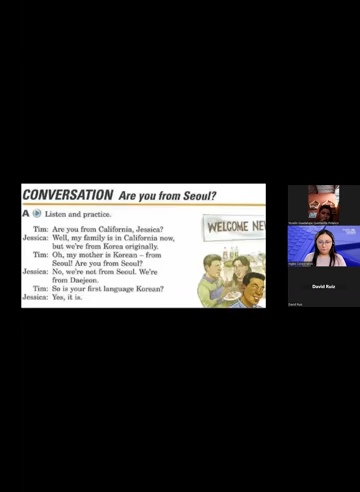 CONVERSATION Are you from Seoul?
A Listen and practice.
Tim: Are you from California, Jessica?
Jessica: Well, my family is in California now,
but we're from Korea originally.
Tim: Oh, my mother is Korean – from
Seoul! Are you from Seoul?
Jessica: No, we're not from Seoul. We're
from Daejeon.
Tim: So is your first language Korean?
Jessica: Yes, it is.
WELCOME NEW
David Ruiz
David Ruiz